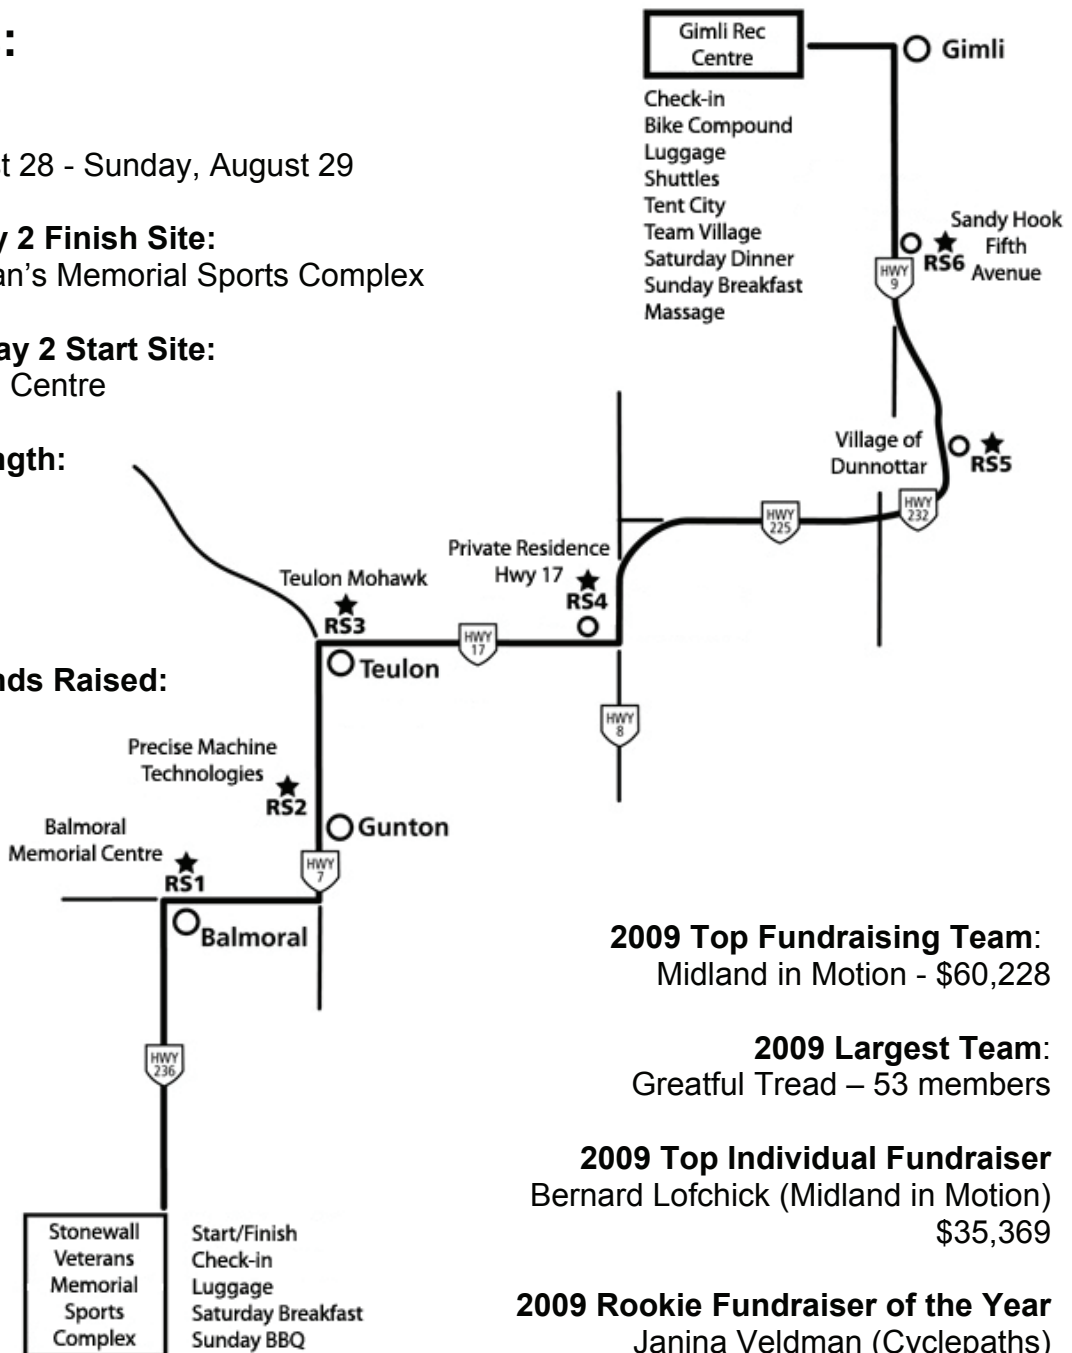 :
28 - Sunday, August 29
2 Finish Site:
Memorial Sports Complex
2 Start Site:
Centre
Gimli Rec
Centre
Gimli
Check-in
Bike Compound
Luggage
Shuttles
Tent City
Team Village
Saturday Dinner
Sunday Breakfast
Massage
Sandy Hook
Fifth
Avenue
RS6
HWY
9
Village of
Dunnottar
RS5
HWY
232
HWY
225
Private Residence
Hwy 17
RS4
Teulon Mohawk
RS3
HWY
17
Teulon
HWY
8
Raised:
Precise Machine
Technologies
RS2
Gunton
Balmoral
Memorial Centre
RS1
HWY
7
Balmoral
HWY
236
Stonewall
Veterans
Memorial
Sports
Complex
Start/Finish
Check-in
Luggage
Saturday Breakfast
Sunday BBQ
2009 Top Fundraising Team:
Midland in Motion - $60,228
2009 Largest Team:
Greatful Tread – 53 members
2009 Top Individual Fundraiser
Bernard Lofchick (Midland in Motion)
$35,369
2009 Rookie Fundraiser of the Year
Janina Veldman (Cyclepaths)